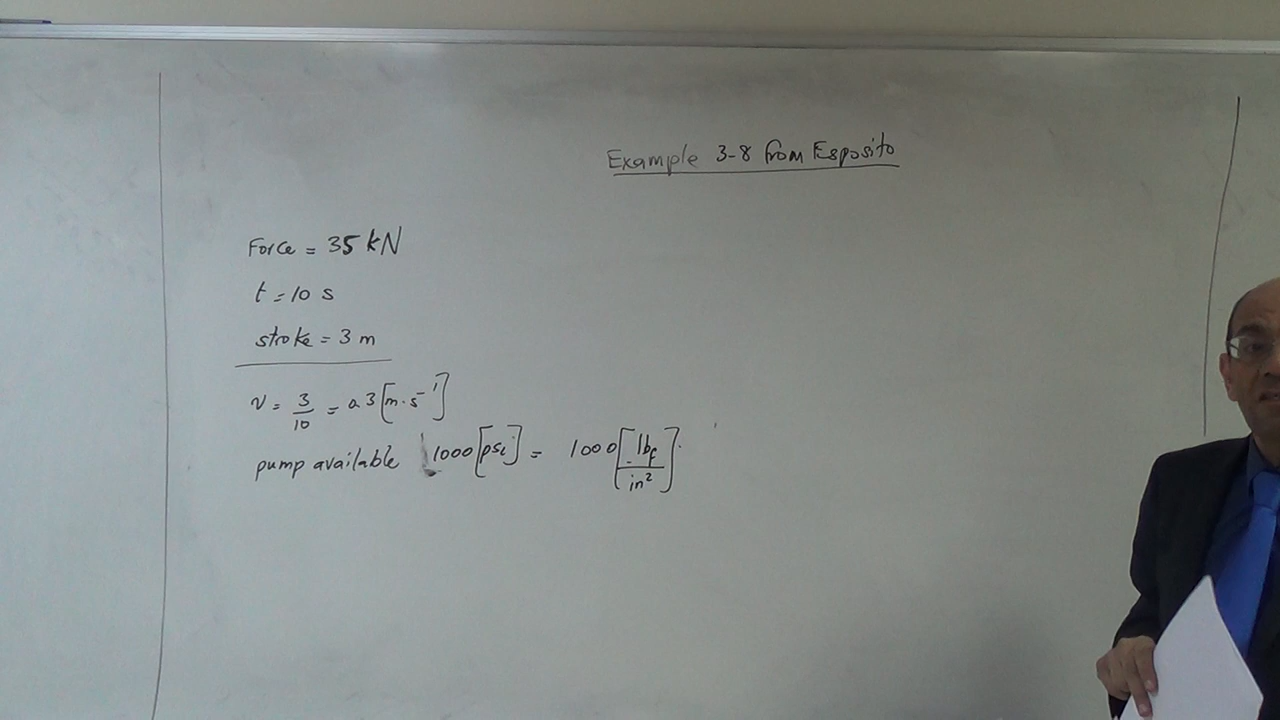 Example 3-8 from Esposito
Force = 35 kN
t = 10 s
stroke = 3 m
v = 3/10 = 0.3 [m·s⁻¹]
pump available 1000 [psi] = 1000 [lbf/in²]